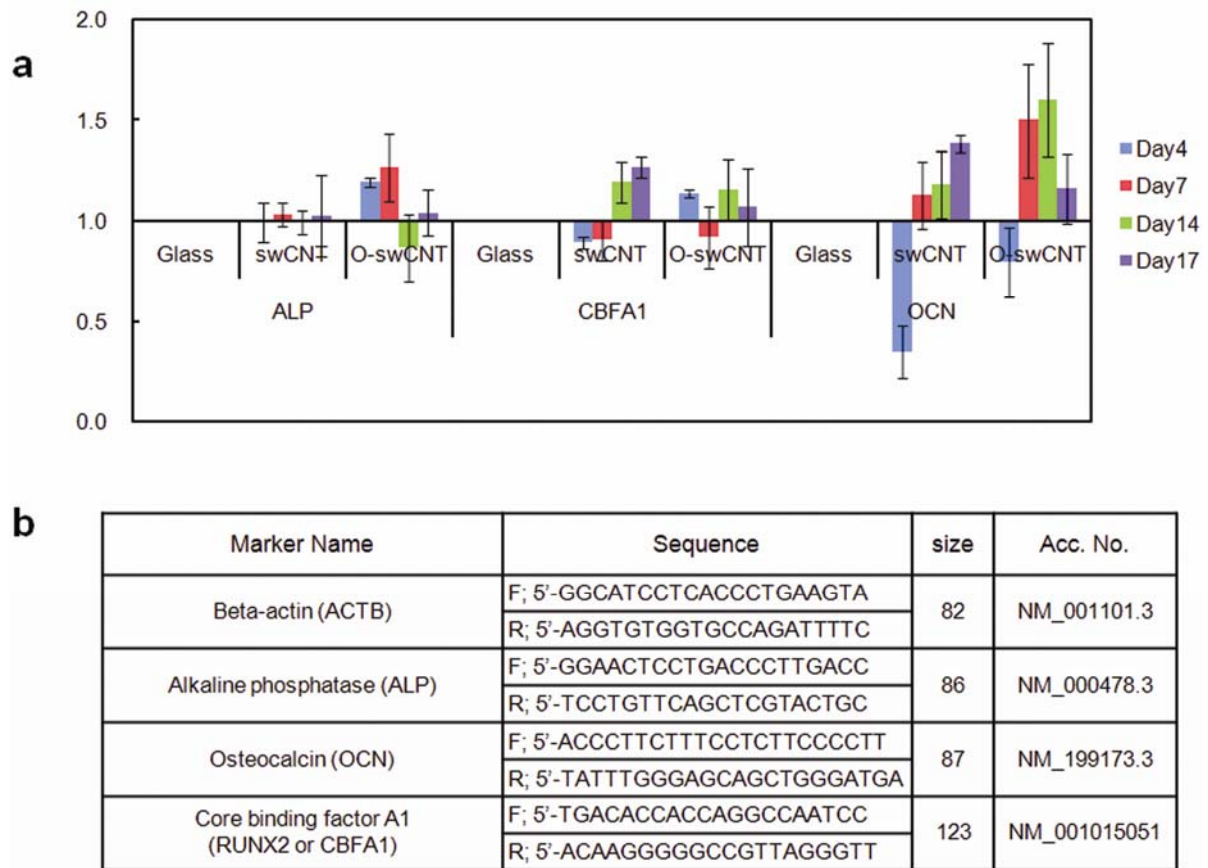 a
2.0
1.5
1.0
0.5
0.0
Glass swCNT O-swCNT Glass swCNT O-swCNT Glass swCNT O-swCNT
ALP CBFA1 OCN
Day4
Day7
Day14
Day17
b
Marker Name Sequence size Acc. No.
Beta-actin (ACTB) F; 5'-GGCATCCTCACCCTGAAGTA 82 NM_001101.3
R; 5'-AGGTGTGGTGCCAGATTTTC
Alkaline phosphatase (ALP) F; 5'-GGAACTCCTGACCCTTGACC 86 NM_000478.3
R; 5'-TCCTGTTCAGCTCGTACTGC
Osteocalcin (OCN) F; 5'-ACCCTTCTTTCCTCTTCCCCTT 87 NM_199173.3
R; 5'-TATTTGGGAGCAGCTGGGATGA
Core binding factor A1
(RUNX2 or CBFA1) F; 5'-TGACACCACCAGGCCAATCC 123 NM_001015051
R; 5'-ACAAGGGGGCCGTTAGGGTT